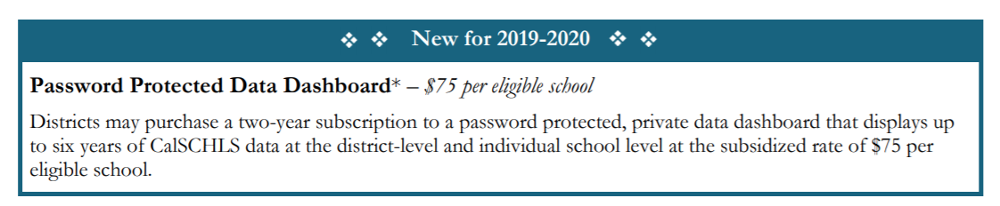 ❖ ❖ New for 2019-2020 ❖ ❖
Password Protected Data Dashboard* – $75 per eligible school
Districts may purchase a two-year subscription to a password protected, private data dashboard that displays up
to six years of CalSCHLS data at the district-level and individual school level at the subsidized rate of $75 per
eligible school.